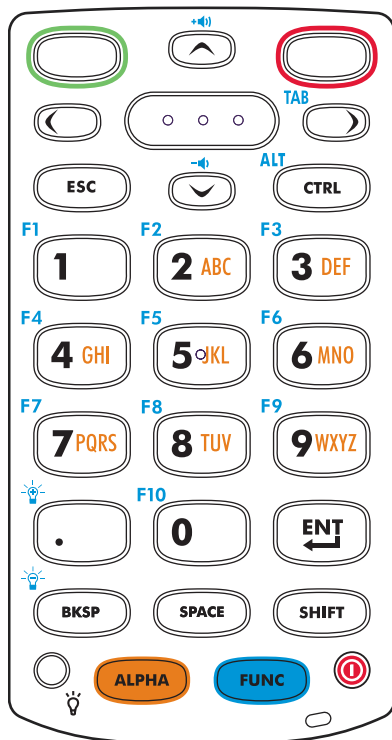 TAB
ALT
ESC CTRL
F1 F2 F3
1 2 ABC 3 DEF
F4 F5 F6
4 GHI 5 JKL 6 MNO
F7 F8 F9
7 PQRS 8 TUV 9 WXYZ
F10
. 0 ENT
BKSP SPACE SHIFT
ALPHA FUNC